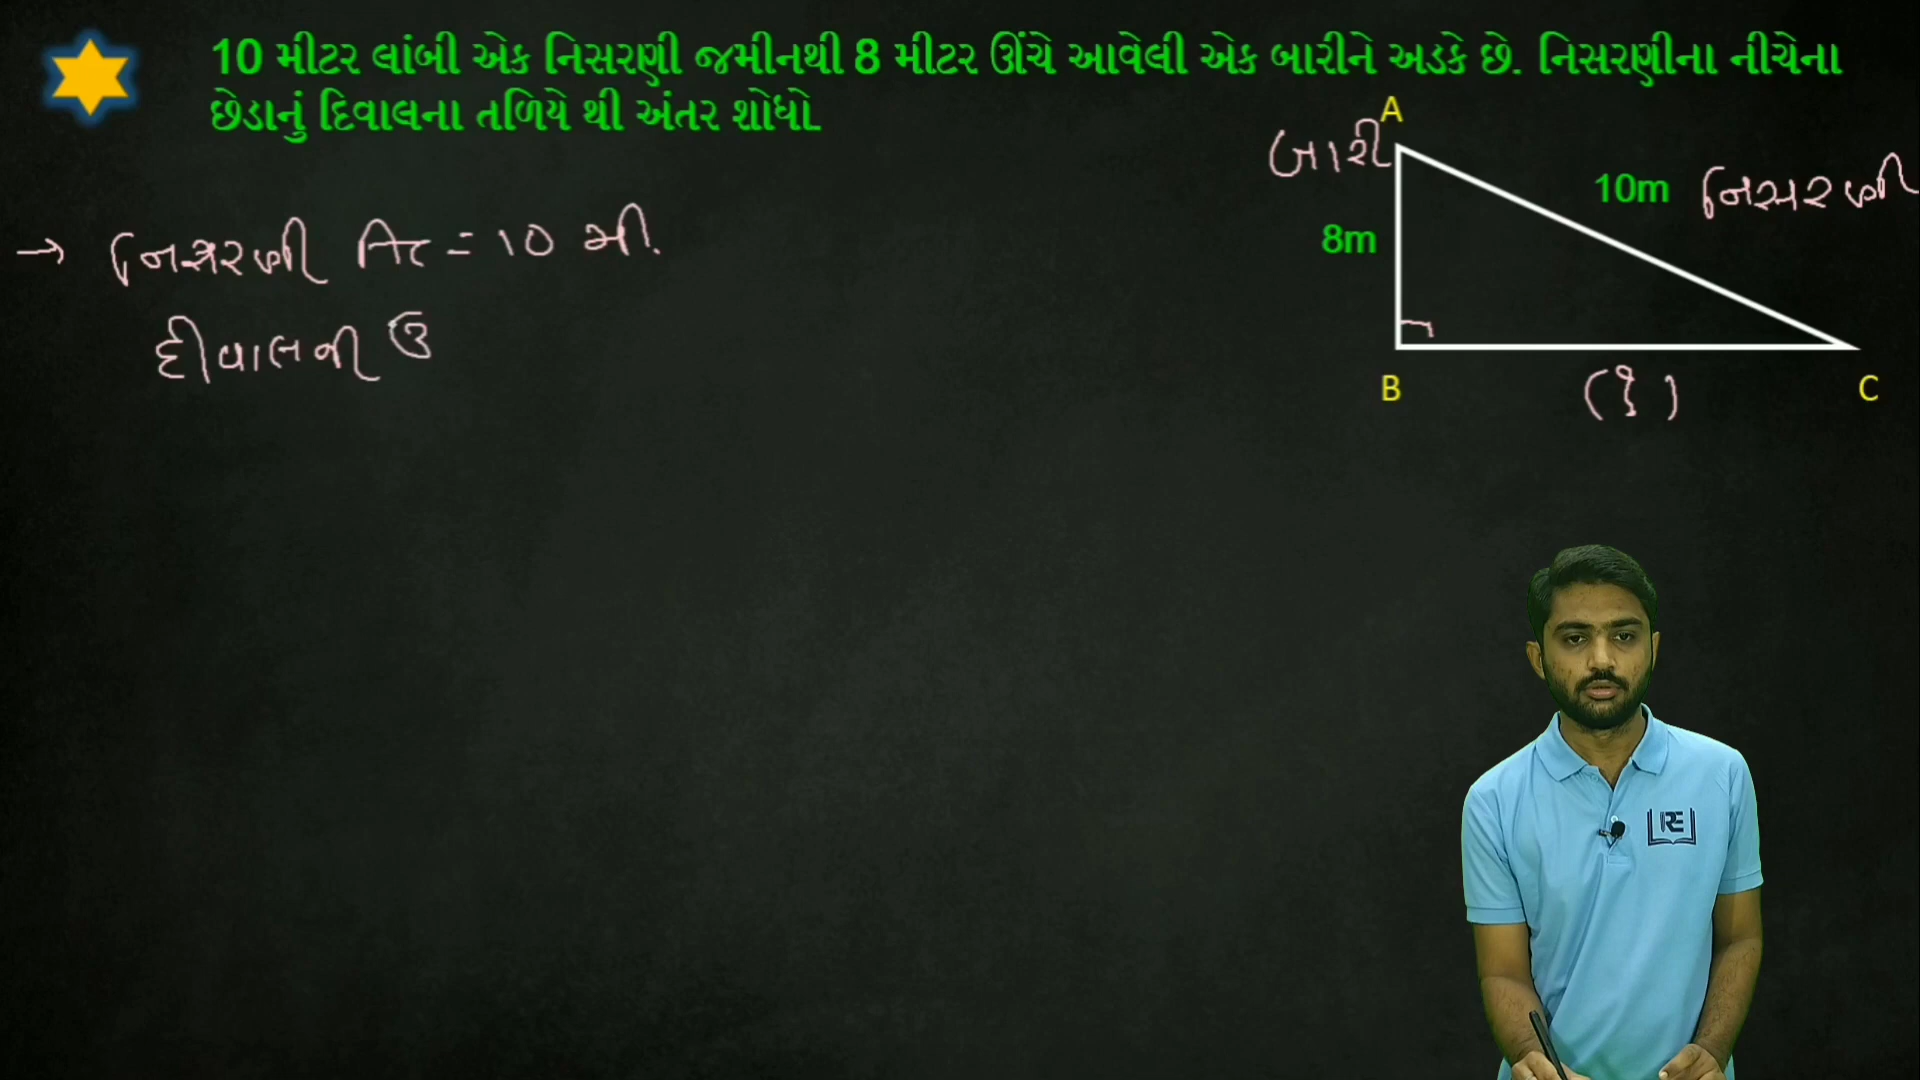 10 મીટર લાંબી એક નિસરણી જમીનથી 8 મીટર ઊંચે આવેલી એક બારીને અડકે છે. નિસરણીના નીચેના
છેડાનું દિવાલના તળિયે થી અંતર શોધો.
A
બારી
10m નિસરણી
8m
B
(?)
C
→ નિસરણી AC = 10 મી.
દીવાલની ઉ
RE